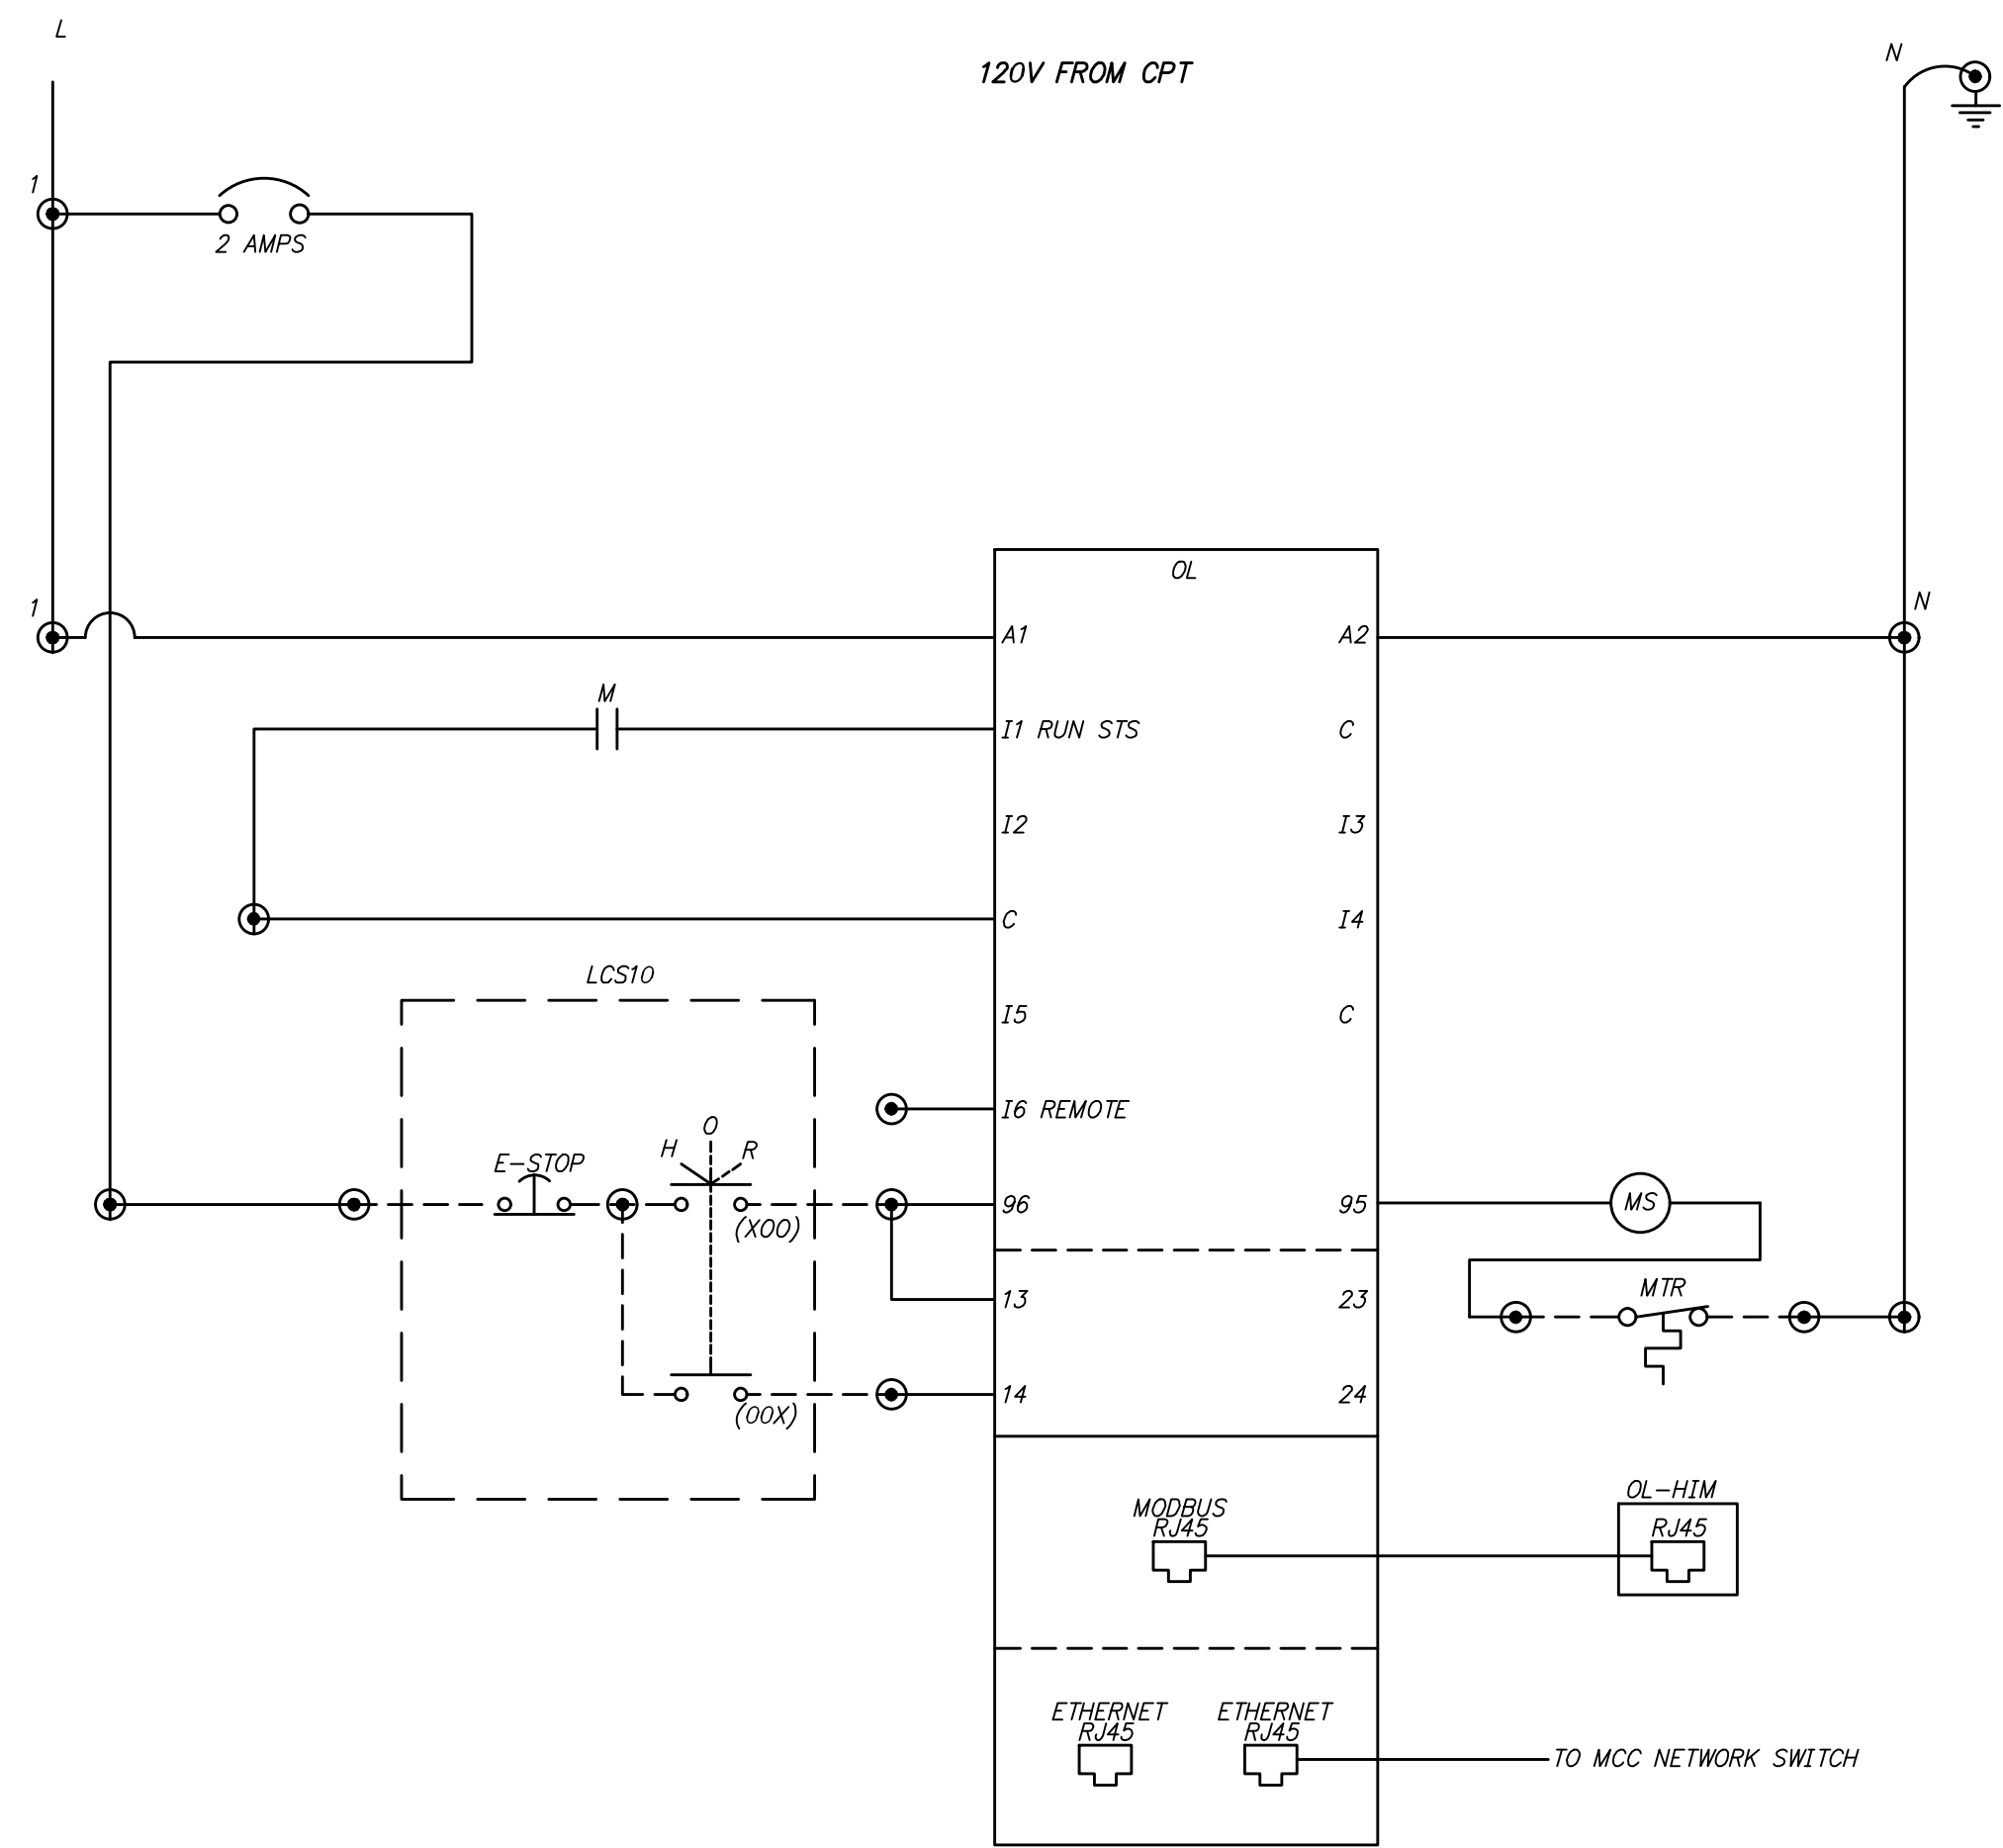 L
120V FROM CPT
N
1
2 AMPS
OL
1
N
A1
A2
M
I1 RUN STS
C
I2
I3
C
I4
LCS10
I5
C
I6 REMOTE
O
H
R
E-STOP
96
95
MS
(XOO)
MTR
13
23
14
24
(OOX)
OL-HIM
MODBUS
RJ45
RJ45
ETHERNET
RJ45
ETHERNET
RJ45
TO MCC NETWORK SWITCH